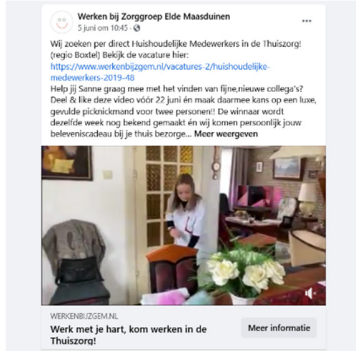 Werken bij Zorggroep Elde Maasduinen
5 juni om 10:45 ·
Wij zoeken per direct Huishoudelijke Medewerkers in de Thuiszorg!
(regio Boxtel) Bekijk de vacature hier:
https://www.werkenbijzgem.nl/vacatures-2/huishoudelijke-
medewerkers-2019-48
Help jij Sanne graag mee met het vinden van fijne,nieuwe collega's?
Deel & like deze video vóór 22 juni én maak daarmee kans op een luxe,
gevulde picknickmand voor twee personen!! De winnaar wordt
dezelfde week nog bekend gemaakt én wij komen persoonlijk jouw
beleveniscadeau bij je thuis bezorge... Meer weergeven
WERKENBIJZGEM.NL
Werk met je hart, kom werken in de
Thuiszorg!
Meer informatie